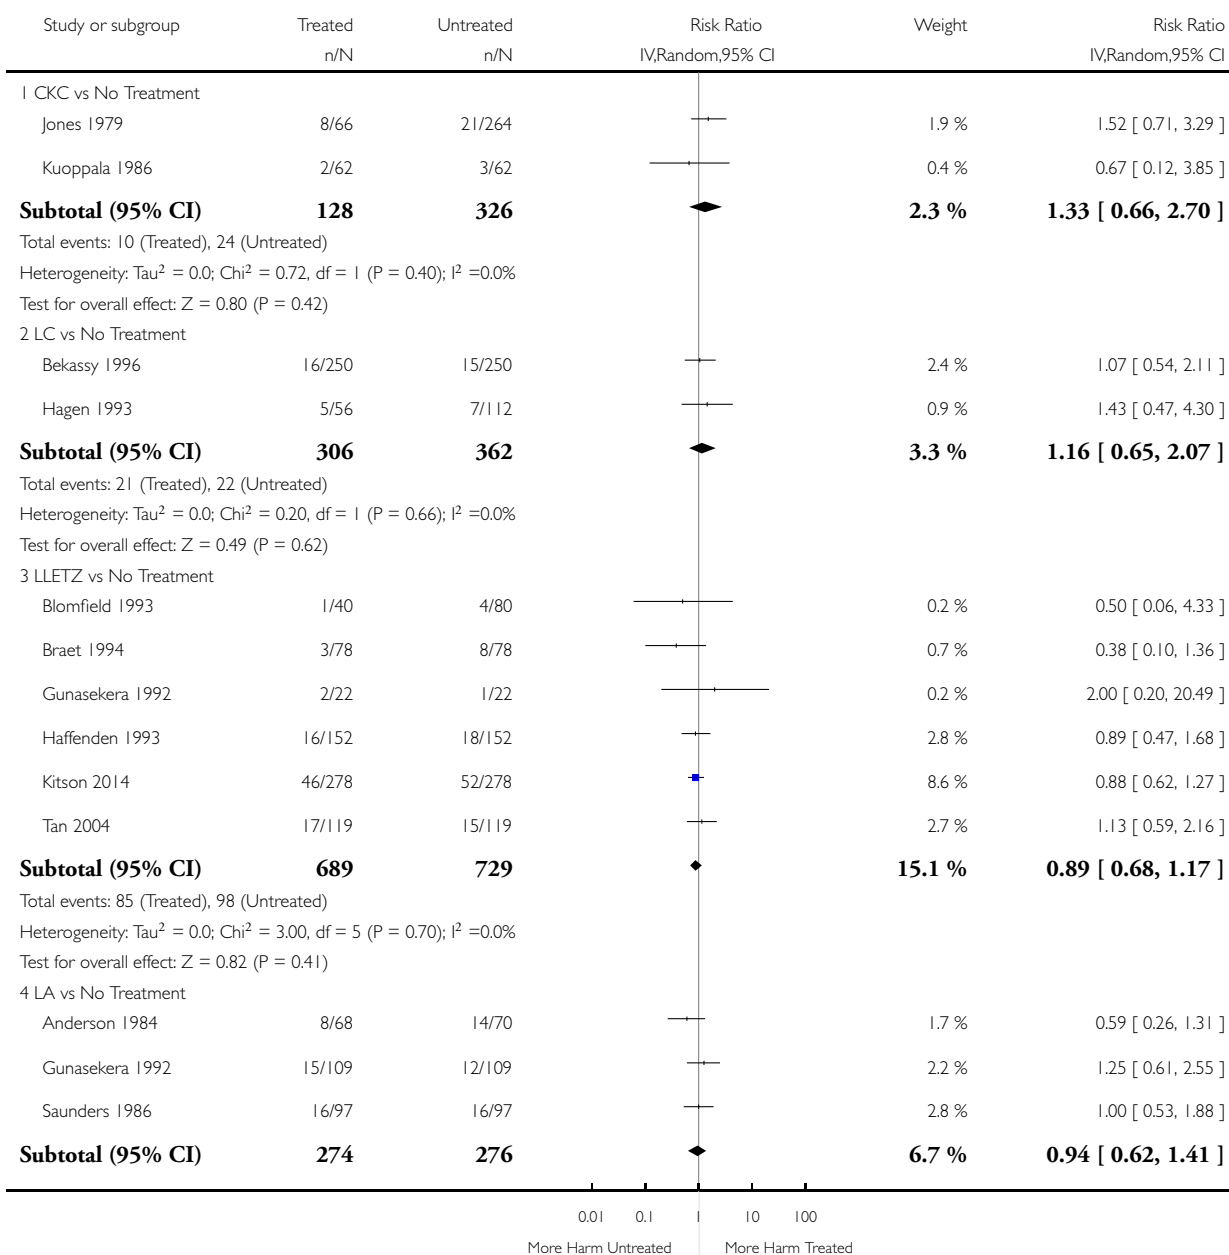 Study or subgroup Treated Untreated Risk Ratio Weight Risk Ratio
n/N n/N IV,Random,95% CI IV,Random,95% CI
1 CKC vs No Treatment
Jones 1979 8/66 21/264 1.9 % 1.52 [ 0.71, 3.29 ]
Kuoppala 1986 2/62 3/62 0.4 % 0.67 [ 0.12, 3.85 ]
Subtotal (95% CI) 128 326 2.3 % 1.33 [ 0.66, 2.70 ]
Total events: 10 (Treated), 24 (Untreated)
Heterogeneity: Tau² = 0.0; Chi² = 0.72, df = 1 (P = 0.40); I² =0.0%
Test for overall effect: Z = 0.80 (P = 0.42)
2 LC vs No Treatment
Bekassy 1996 16/250 15/250 2.4 % 1.07 [ 0.54, 2.11 ]
Hagen 1993 5/56 7/112 0.9 % 1.43 [ 0.47, 4.30 ]
Subtotal (95% CI) 306 362 3.3 % 1.16 [ 0.65, 2.07 ]
Total events: 21 (Treated), 22 (Untreated)
Heterogeneity: Tau² = 0.0; Chi² = 0.20, df = 1 (P = 0.66); I² =0.0%
Test for overall effect: Z = 0.49 (P = 0.62)
3 LLETZ vs No Treatment
Blomfield 1993 1/40 4/80 0.2 % 0.50 [ 0.06, 4.33 ]
Braet 1994 3/78 8/78 0.7 % 0.38 [ 0.10, 1.36 ]
Gunasekera 1992 2/22 1/22 0.2 % 2.00 [ 0.20, 20.49 ]
Haffenden 1993 16/152 18/152 2.8 % 0.89 [ 0.47, 1.68 ]
Kitson 2014 46/278 52/278 8.6 % 0.88 [ 0.62, 1.27 ]
Tan 2004 17/119 15/119 2.7 % 1.13 [ 0.59, 2.16 ]
Subtotal (95% CI) 689 729 15.1 % 0.89 [ 0.68, 1.17 ]
Total events: 85 (Treated), 98 (Untreated)
Heterogeneity: Tau² = 0.0; Chi² = 3.00, df = 5 (P = 0.70); I² =0.0%
Test for overall effect: Z = 0.82 (P = 0.41)
4 LA vs No Treatment
Anderson 1984 8/68 14/70 1.7 % 0.59 [ 0.26, 1.31 ]
Gunasekera 1992 15/109 12/109 2.2 % 1.25 [ 0.61, 2.55 ]
Saunders 1986 16/97 16/97 2.8 % 1.00 [ 0.53, 1.88 ]
Subtotal (95% CI) 274 276 6.7 % 0.94 [ 0.62, 1.41 ]
0.01 0.1 1 10 100
More Harm Untreated More Harm Treated